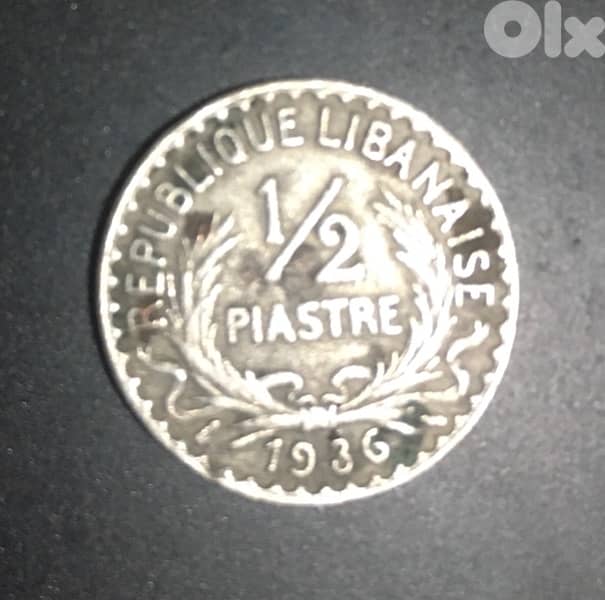 Olx
REPUBLIQUE LIBANAISE
1/2
PIASTRE
1936